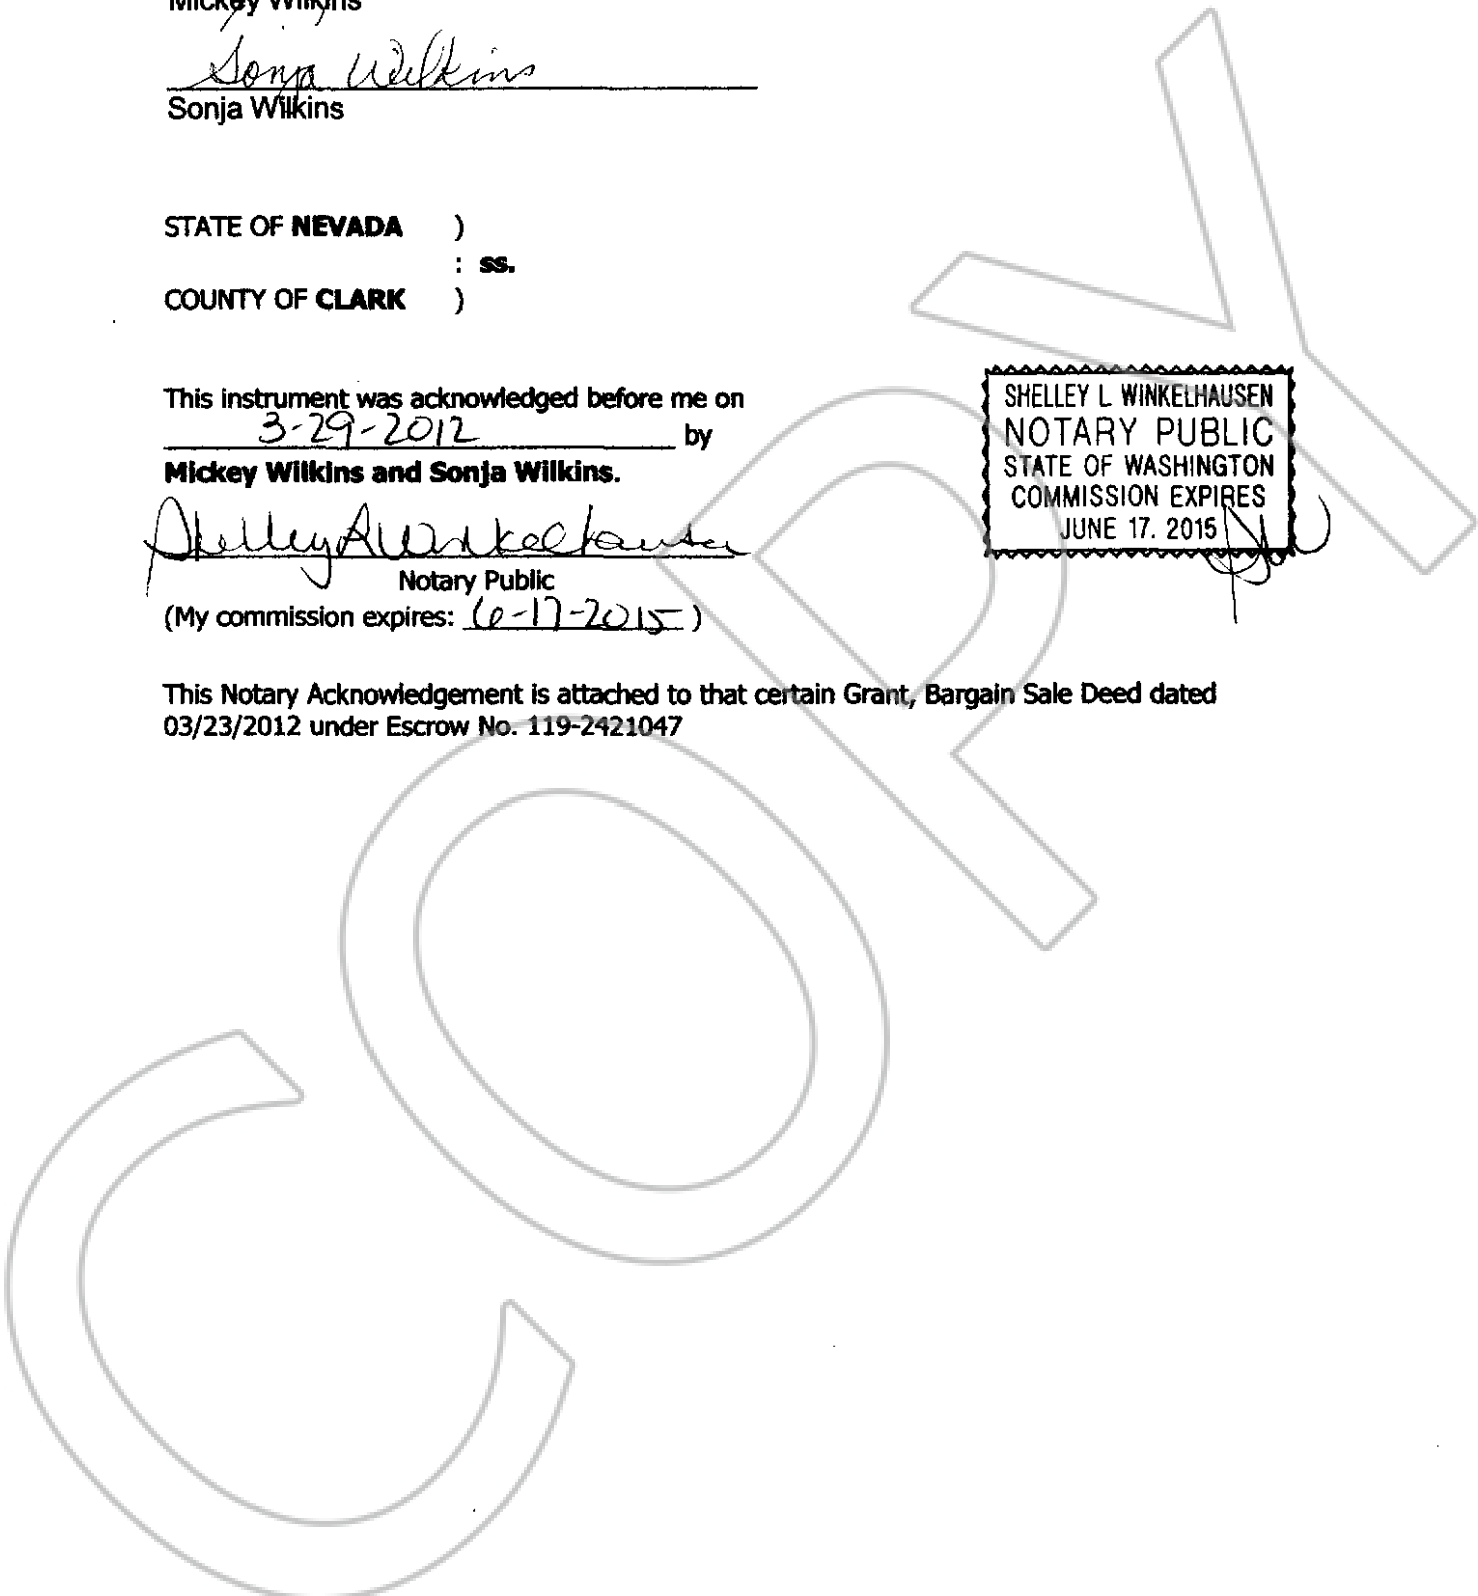 Mickey Wilkins
Sonja Wilkins
Sonja Wilkins
STATE OF NEVADA )
: ss.
COUNTY OF CLARK )
This instrument was acknowledged before me on
3-29-2012 by
Mickey Wilkins and Sonja Wilkins.
Shelley L Winkelhausen
Notary Public
(My commission expires: 6-17-2015)
SHELLEY L WINKELHAUSEN
NOTARY PUBLIC
STATE OF WASHINGTON
COMMISSION EXPIRES
JUNE 17. 2015
This Notary Acknowledgement is attached to that certain Grant, Bargain Sale Deed dated
03/23/2012 under Escrow No. 119-2421047
COPY